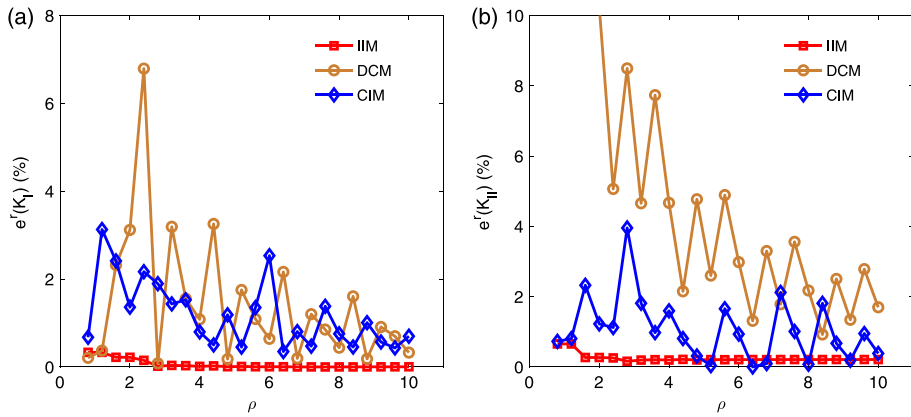 (a)
8
6
4
2
0
0 2 4 6 8 10
e^r(K_I) (%)
ρ
IIM
DCM
CIM
(b)
10
8
6
4
2
0
0 2 4 6 8 10
e^r(K_II) (%)
ρ
IIM
DCM
CIM